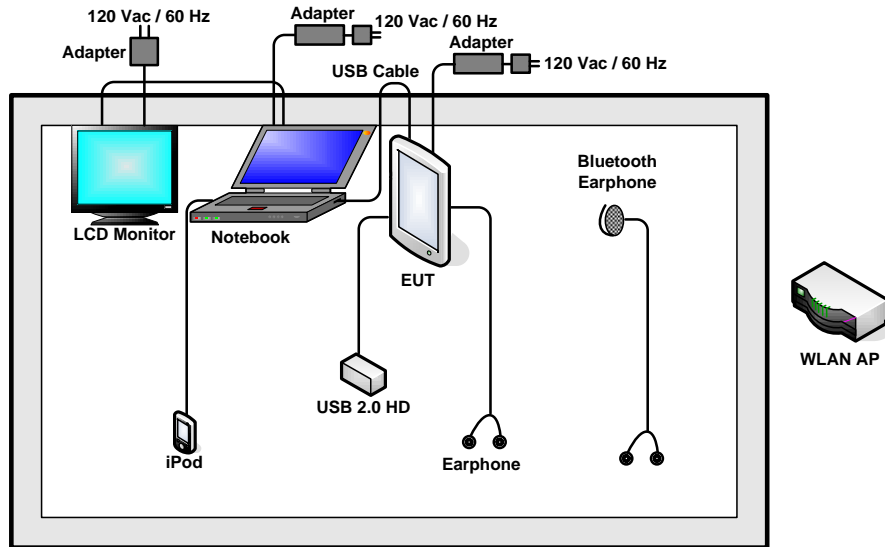 120 Vac / 60 Hz
Adapter
Adapter
120 Vac / 60 Hz
Adapter
120 Vac / 60 Hz
USB Cable
LCD Monitor
Notebook
EUT
Bluetooth
Earphone
WLAN AP
USB 2.0 HD
iPod
Earphone